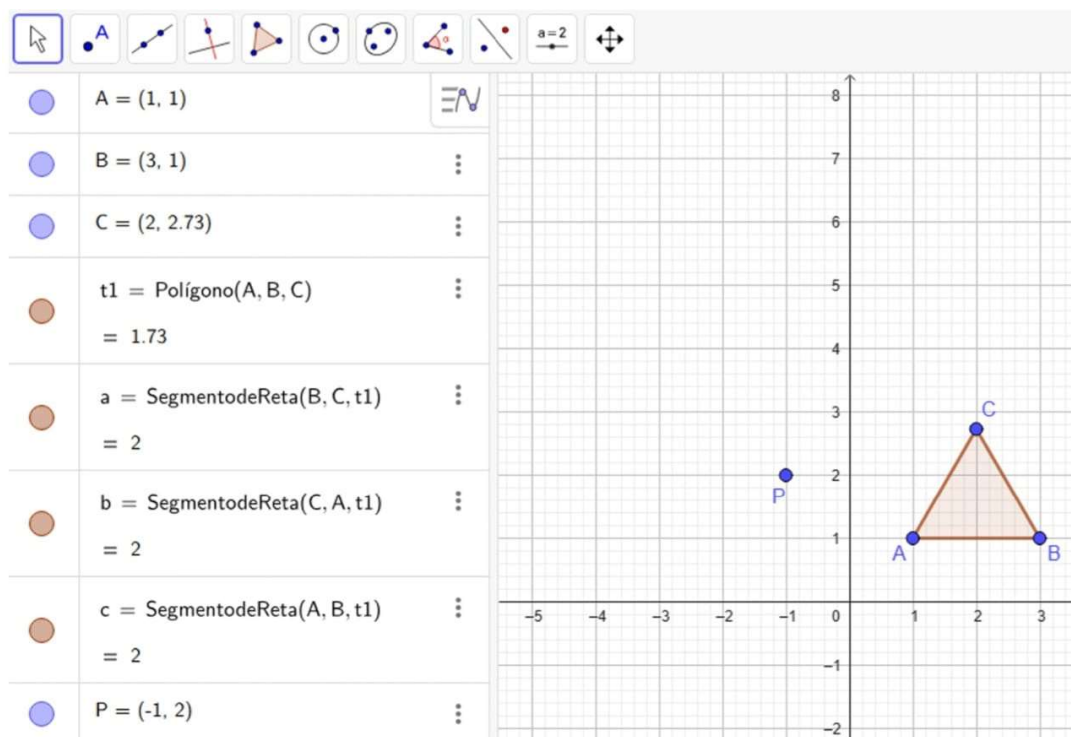 A
α
a=2
A = (1, 1)
B = (3, 1)
C = (2, 2.73)
t1 = Polígono(A, B, C)
= 1.73
a = SegmentodeReta(B, C, t1)
= 2
b = SegmentodeReta(C, A, t1)
= 2
c = SegmentodeReta(A, B, t1)
= 2
P = (-1, 2)
8
7
6
5
4
3
C
2
P
1
A
B
–5
–4
–3
–2
–1
0
1
2
3
–1
–2